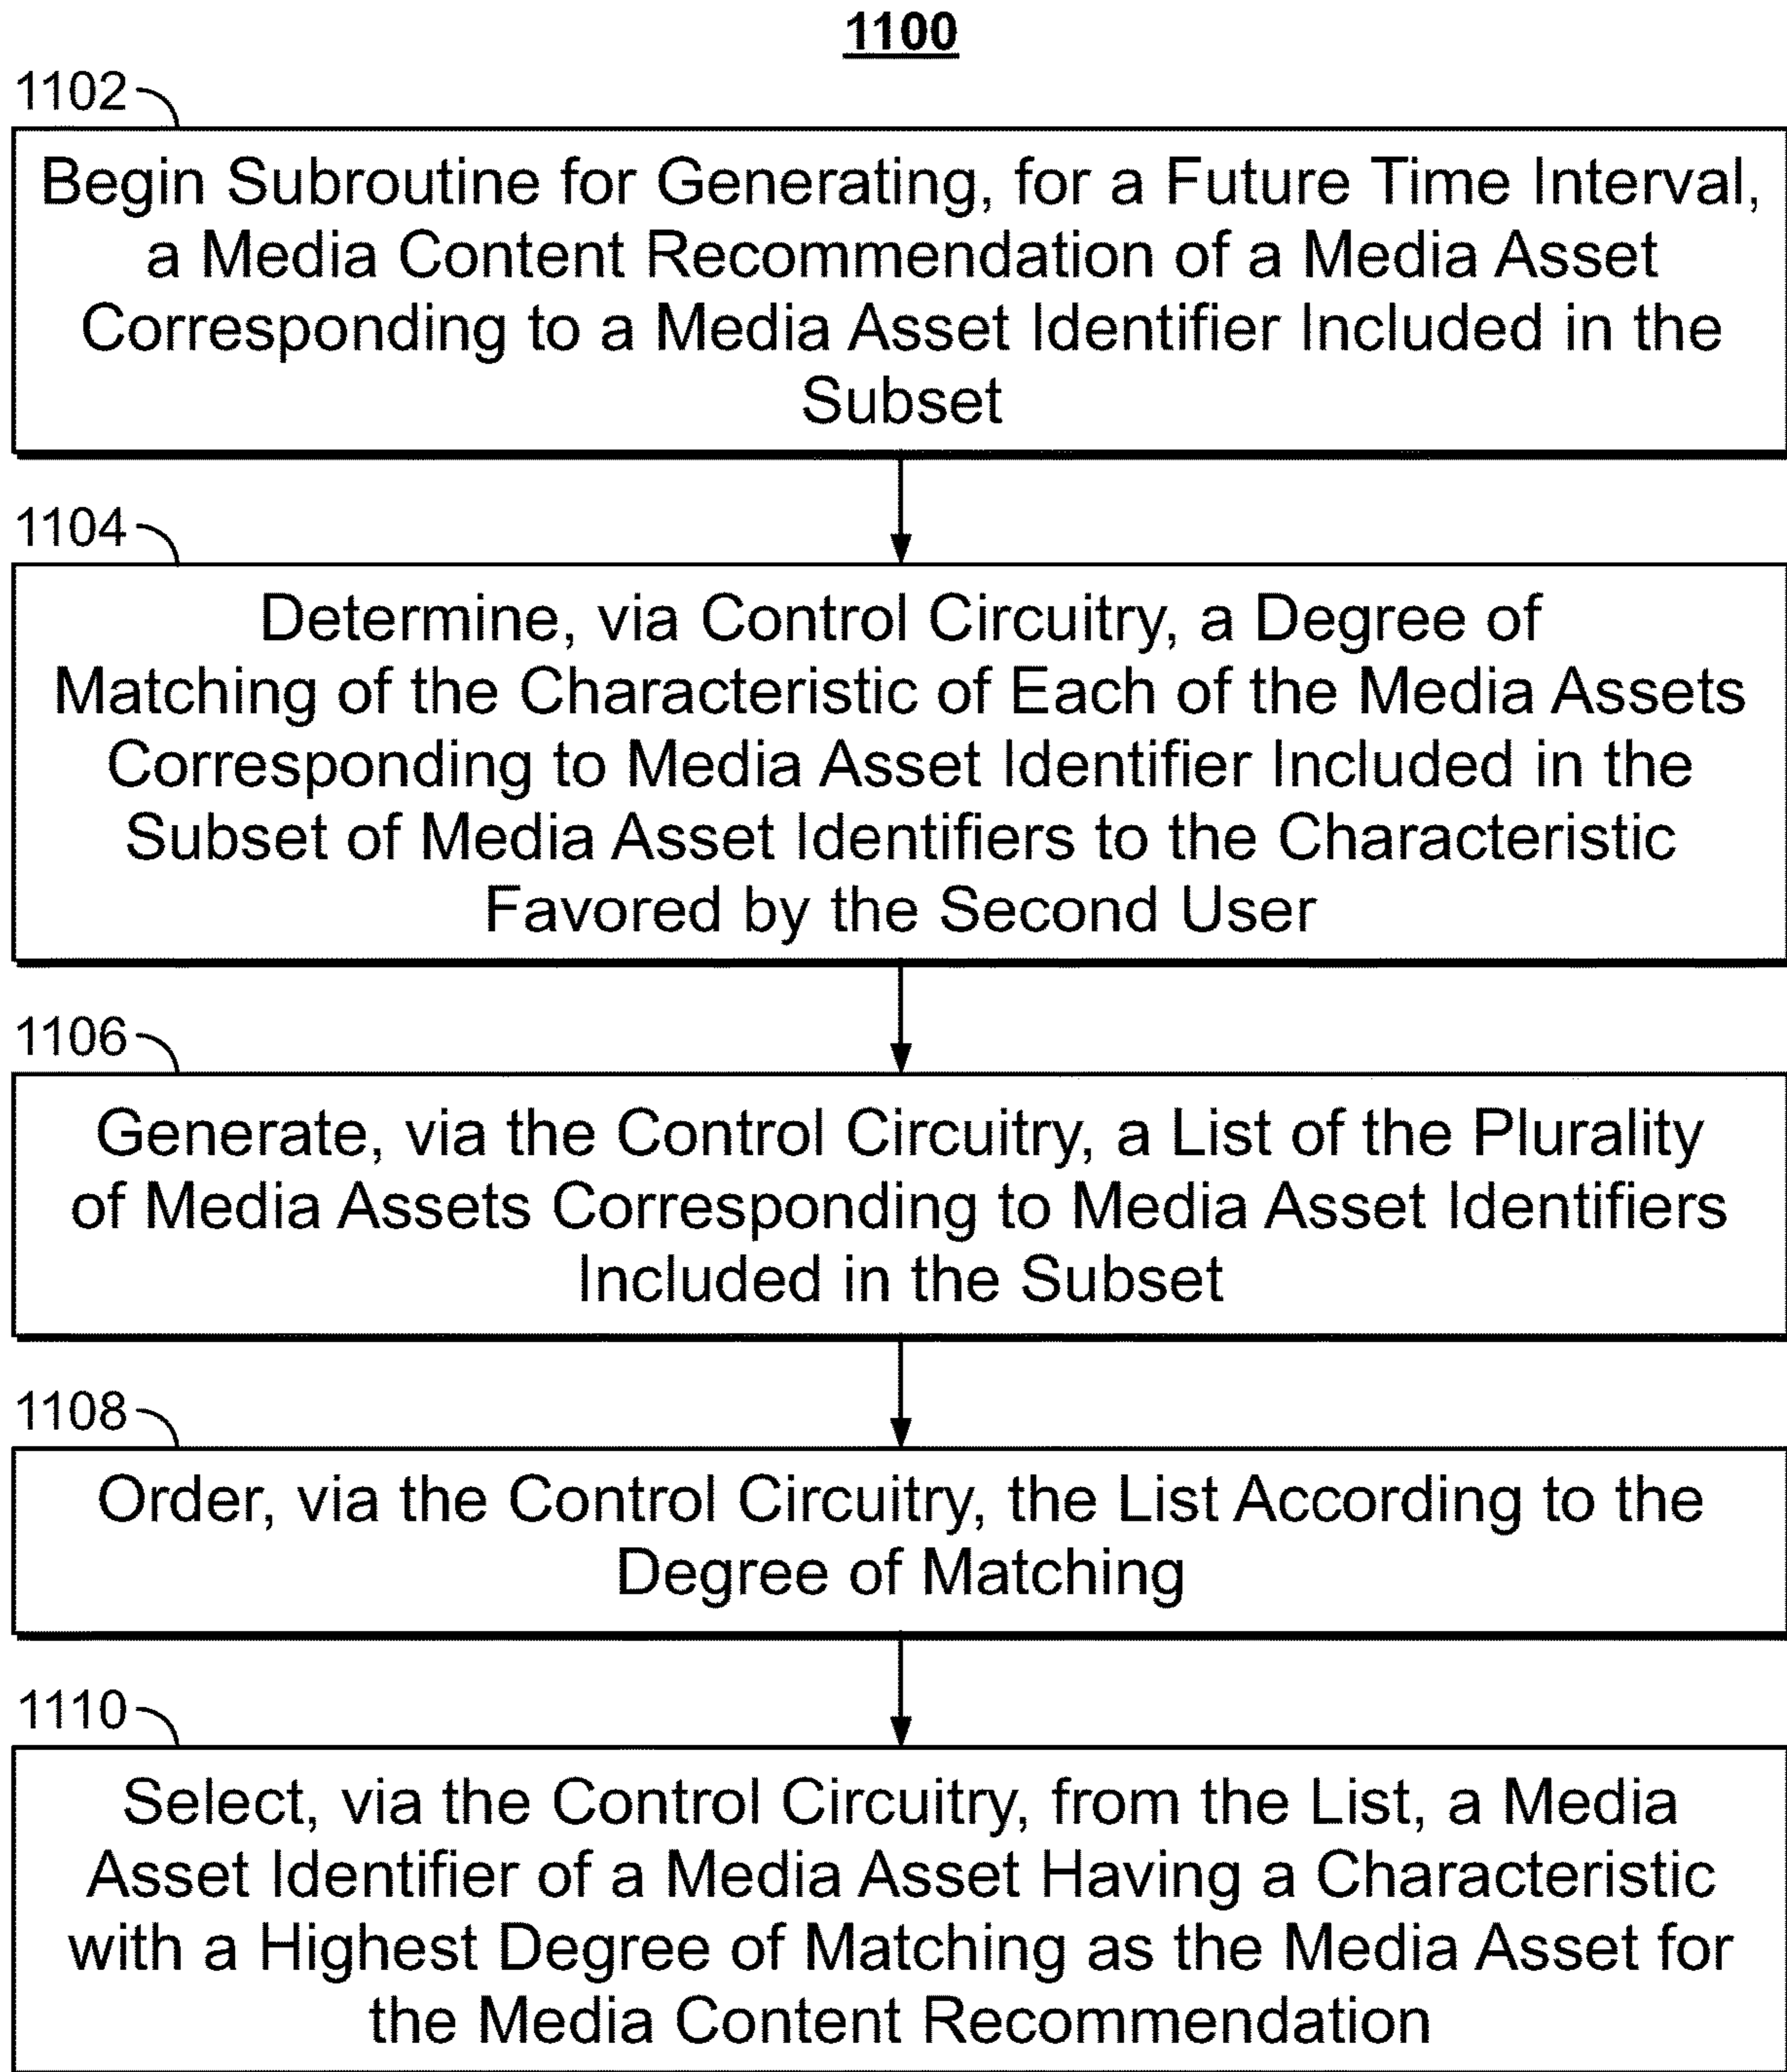 1100
1102
Begin Subroutine for Generating, for a Future Time Interval,
a Media Content Recommendation of a Media Asset
Corresponding to a Media Asset Identifier Included in the
Subset
1104
Determine, via Control Circuitry, a Degree of
Matching of the Characteristic of Each of the Media Assets
Corresponding to Media Asset Identifier Included in the
Subset of Media Asset Identifiers to the Characteristic
Favored by the Second User
1106
Generate, via the Control Circuitry, a List of the Plurality
of Media Assets Corresponding to Media Asset Identifiers
Included in the Subset
1108
Order, via the Control Circuitry, the List According to the
Degree of Matching
1110
Select, via the Control Circuitry, from the List, a Media
Asset Identifier of a Media Asset Having a Characteristic
with a Highest Degree of Matching as the Media Asset for
the Media Content Recommendation